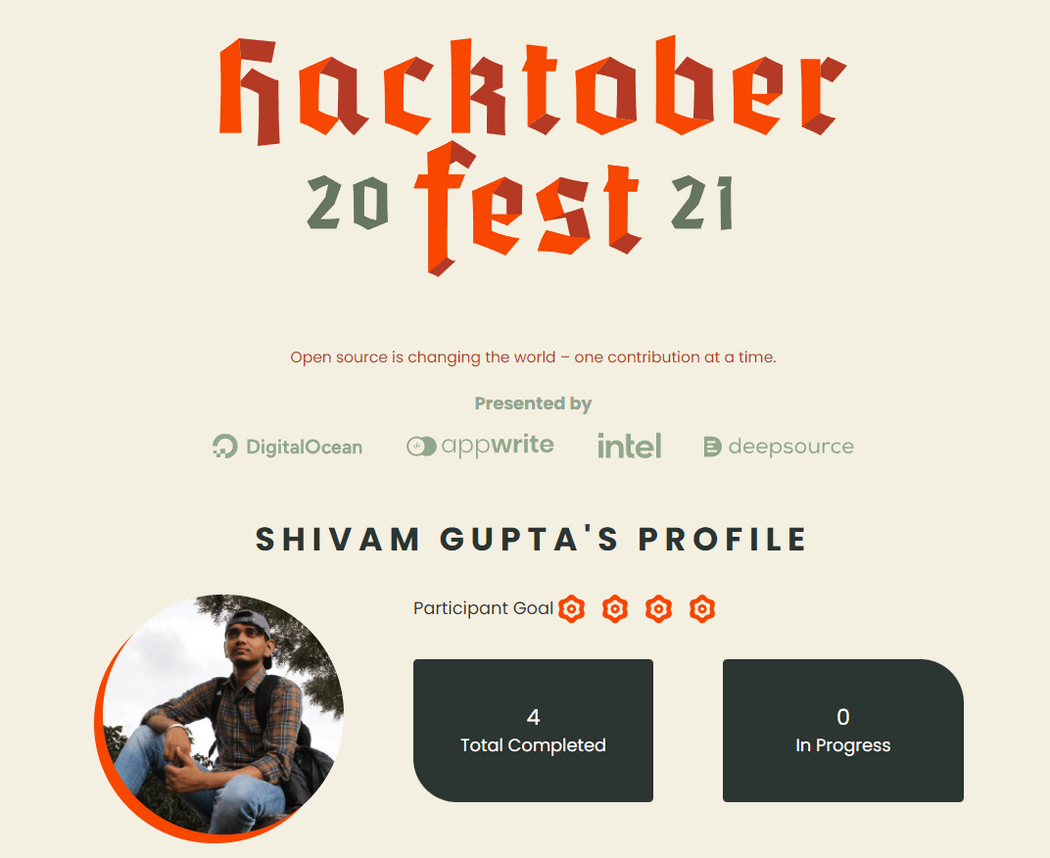 hacktober
20 fest 21
Open source is changing the world – one contribution at a time.
Presented by
DigitalOcean appwrite intel deepsource
SHIVAM GUPTA'S PROFILE
Participant Goal
4
Total Completed
0
In Progress